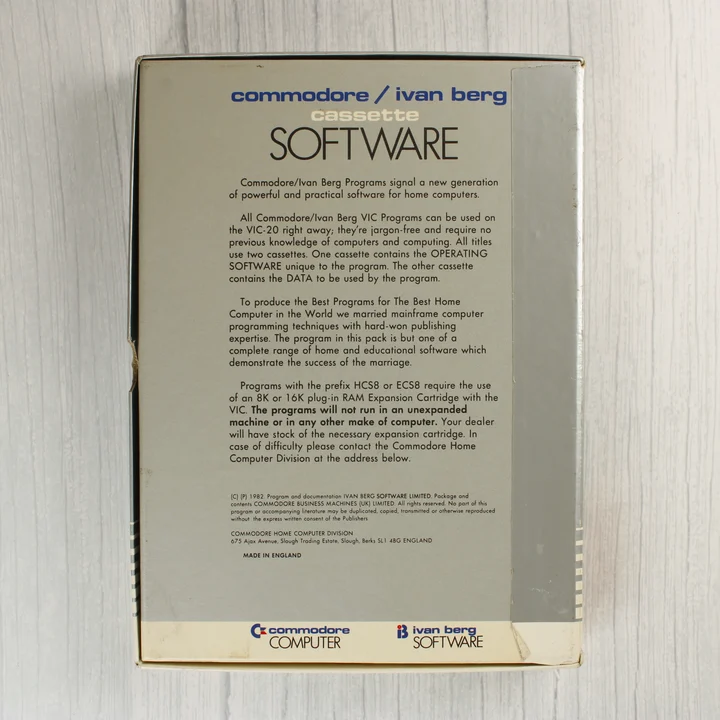 commodore / ivan berg
cassette
SOFTWARE
Commodore/Ivan Berg Programs signal a new generation
of powerful and practical software for home computers.
All Commodore/Ivan Berg VIC Programs can be used on
the VIC-20 right away; they're jargon-free and require no
previous knowledge of computers and computing. All titles
use two cassettes. One cassette contains the OPERATING
SOFTWARE unique to the program. The other cassette
contains the DATA to be used by the program.
To produce the Best Programs for The Best Home
Computer in the World we married mainframe computer
programming techniques with hard-won publishing
expertise. The program in this pack is but one of a
complete range of home and educational software which
demonstrate the success of the marriage.
Programs with the prefix HCS8 or ECS8 require the use
of an 8K or 16K plug-in RAM Expansion Cartridge with the
VIC. The programs will not run in an unexpanded
machine or in any other make of computer. Your dealer
will have stock of the necessary expansion cartridge. In
case of difficulty please contact the Commodore Home
Computer Division at the address below.
(C) (P) 1982. Program and documentation IVAN BERG SOFTWARE LIMITED. Package and
contents COMMODORE BUSINESS MACHINES (UK) LIMITED. All rights reserved. No part of this
program or accompanying literature may be duplicated, copied, transmitted or otherwise reproduced
without the express written consent of the Publishers
COMMODORE HOME COMPUTER DIVISION
675 Ajax Avenue, Slough Trading Estate, Slough, Berks SL1 4BG ENGLAND
MADE IN ENGLAND
commodore ivan berg
COMPUTER SOFTWARE